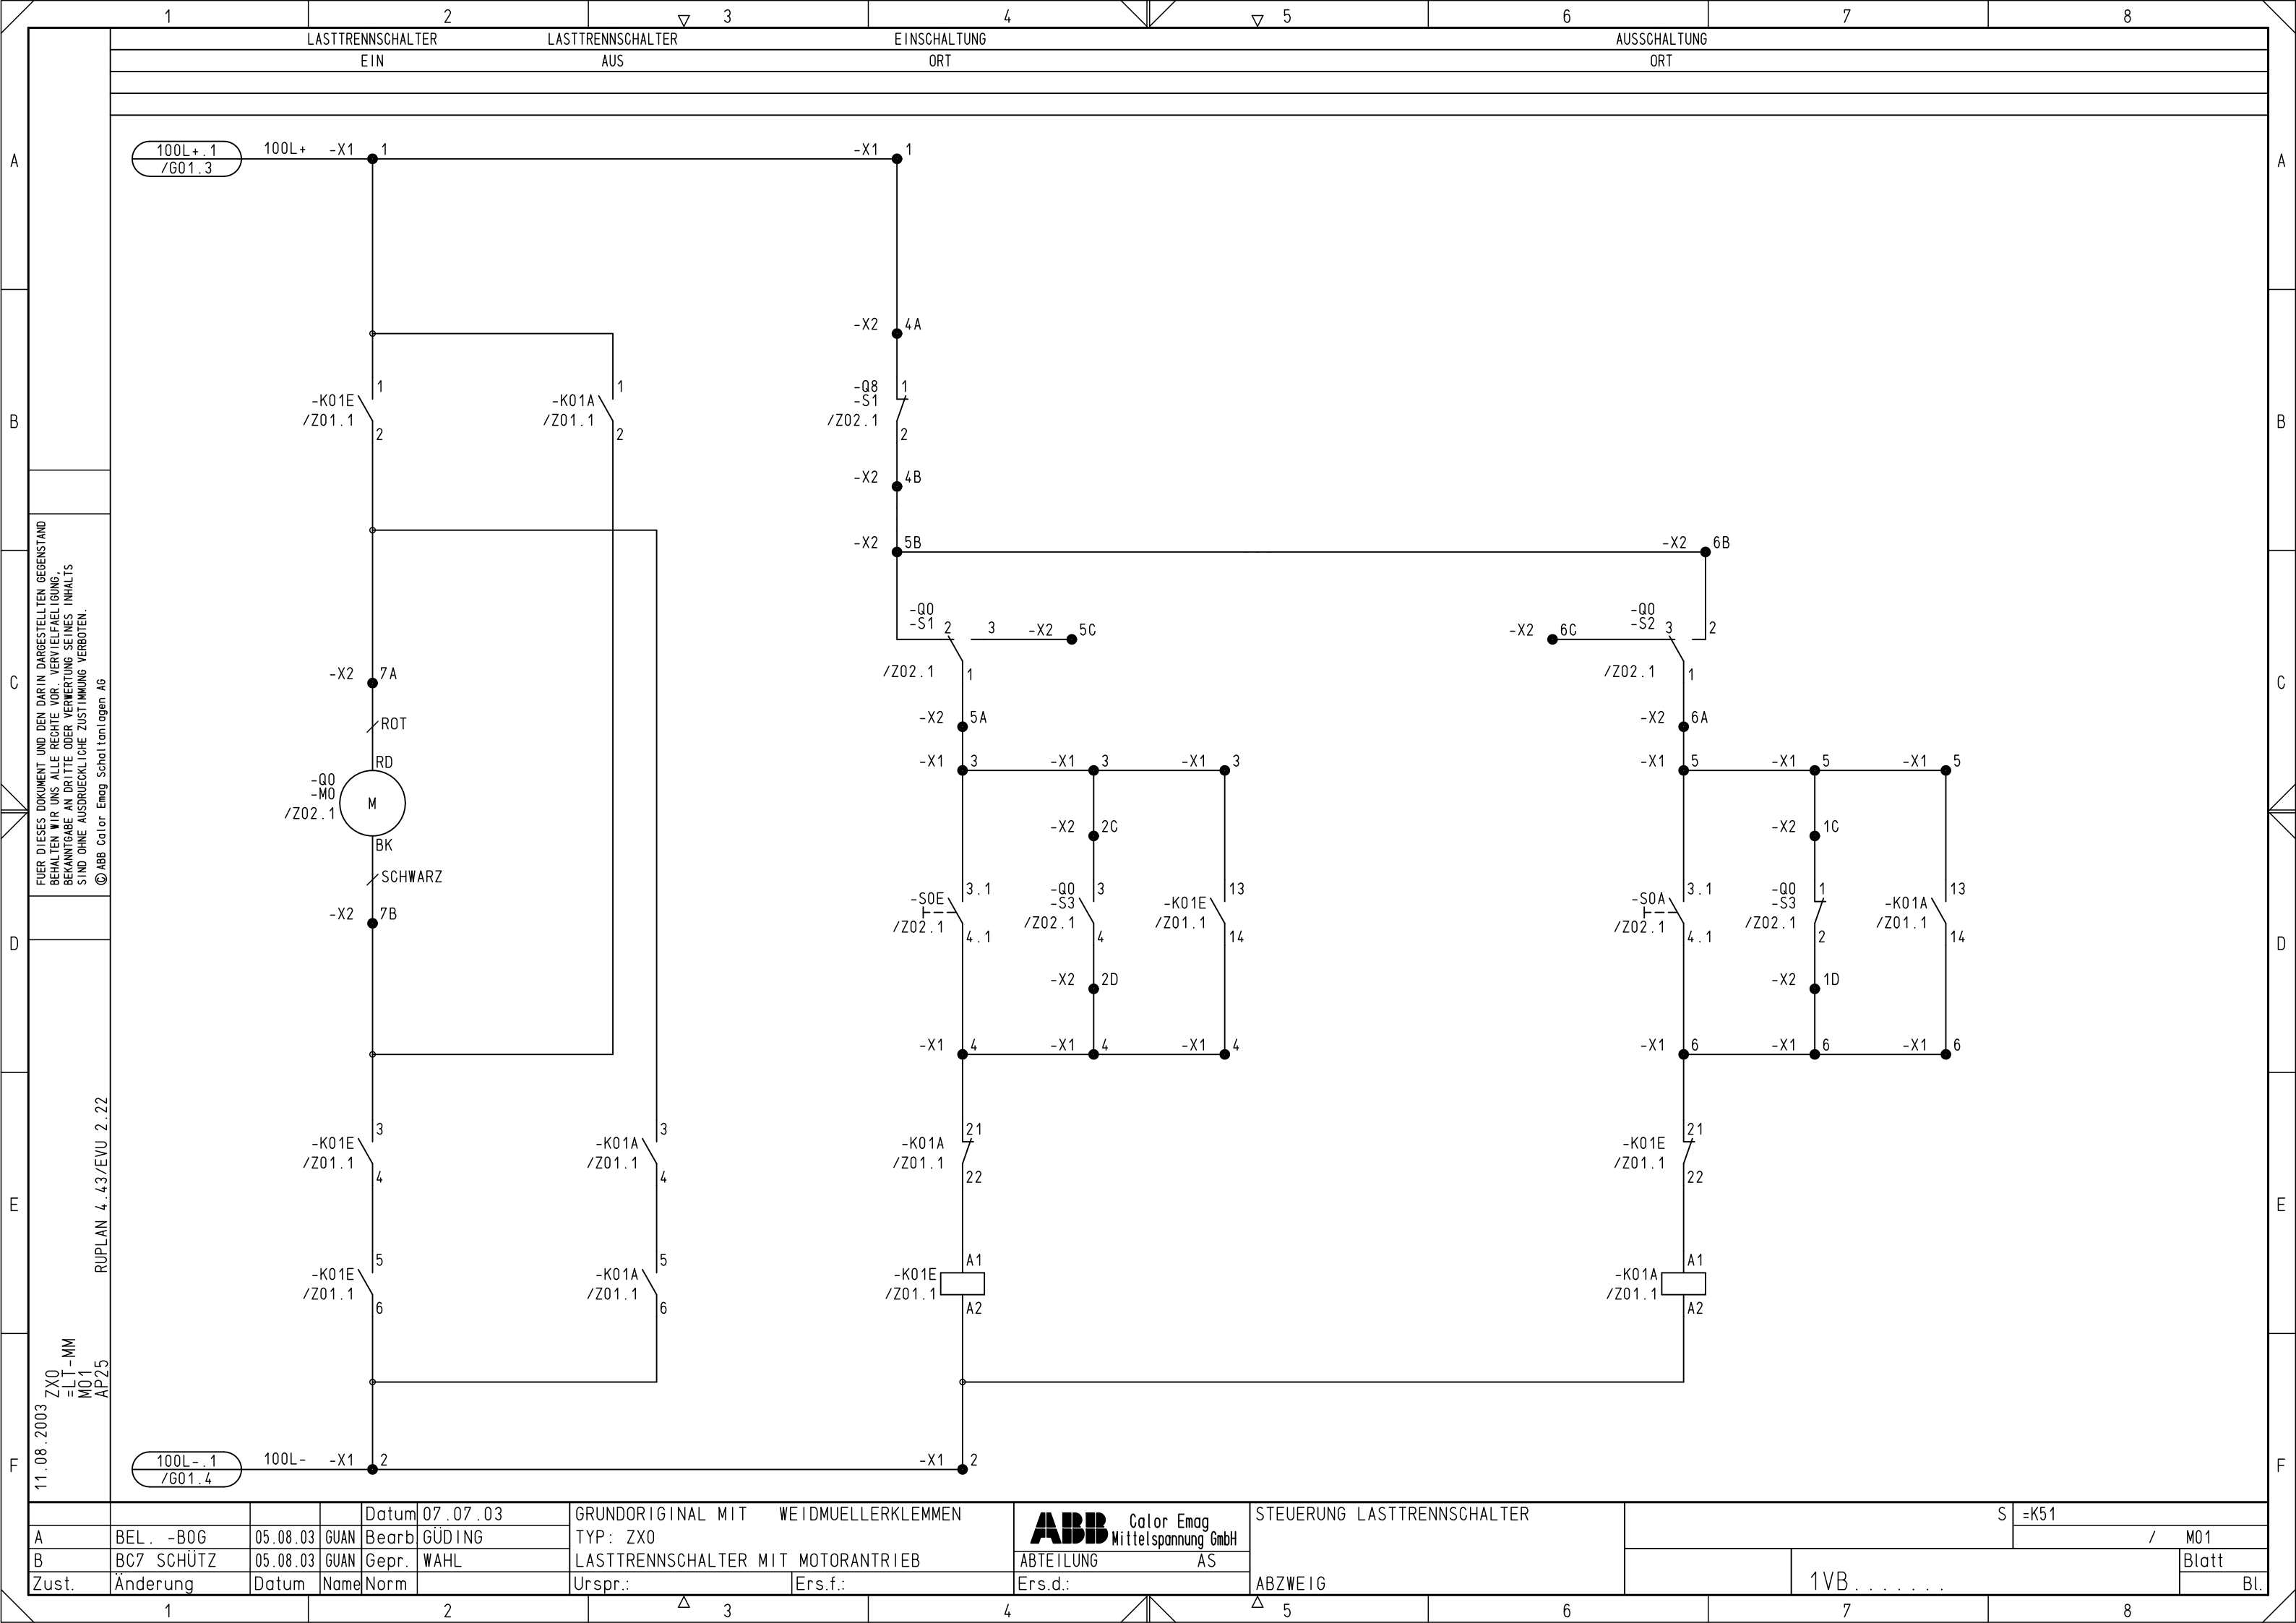 1 2 3 4 5 6 7 8
LASTTRENNSCHALTER LASTTRENNSCHALTER EINSCHALTUNG AUSSCHALTUNG
EIN AUS ORT ORT
A A
100L+.1 100L+ -X1 1 -X1 1
/G01.3
-X2 4A
1 1 -Q8 1
-K01E -K01A -S1
B /Z01.1 /Z01.1 /Z02.1 B
2 2 2
-X2 4B
-X2 5B -X2 6B
-Q0 -Q0
-S1 2 3 -X2 5C -X2 6C -S2 3 2
/Z02.1 1 /Z02.1 1
C -X2 7A C
-X2 5A -X2 6A
ROT
RD -X1 3 -X1 3 -X1 3 -X1 5 -X1 5 -X1 5
-Q0
-M0
M
/Z02.1
-X2 2C -X2 1C
BK
SCHWARZ
3.1 -Q0 3 13 3.1 -Q0 1 13
-S0E -S3 -K01E -S0A -S3 -K01A
-X2 7B
/Z02.1 /Z02.1 /Z01.1 /Z02.1 /Z02.1 /Z01.1
D 4.1 4 14 4.1 2 14 D
-X2 2D -X2 1D
-X1 4 -X1 4 -X1 4 -X1 6 -X1 6 -X1 6
3 3 21 21
-K01E -K01A -K01A -K01E
/Z01.1 /Z01.1 /Z01.1 /Z01.1
4 4 22 22
E E
5 5 A1 A1
-K01E -K01A -K01E -K01A
/Z01.1 /Z01.1 /Z01.1 /Z01.1
6 6 A2 A2
F F
100L-.1 100L- -X1 2 -X1 2
/G01.4
FUER DIESES DOKUMENT UND DEN DARIN DARGESTELLTEN GEGENSTAND
BEHALTEN WIR UNS ALLE RECHTE VOR. VERVIELFAELIGUNG,
BEKANNTGABE AN DRITTE ODER VERWERTUNG SEINES INHALTS
SIND OHNE AUSDRUECKLICHE ZUSTIMMUNG VERBOTEN.
© ABB Calor Emag Schaltanlagen AG
11.08.2003
ZX0
=LT-MM
M01
AP25
RUPLAN 4.43/EVU 2.22
Datum 07.07.03 GRUNDORIGINAL MIT WEIDMUELLERKLEMMEN ABB Calor Emag STEUERUNG LASTTRENNSCHALTER S =K51
A BEL. -BOG 05.08.03 GUAN Bearb. GÜDING TYP: ZX0 Mittelspannung GmbH / M01
B BC7 SCHÜTZ 05.08.03 GUAN Gepr. WAHL LASTTRENNSCHALTER MIT MOTORANTRIEB ABTEILUNG AS Blatt
Zust. Änderung Datum Name Norm Urspr.: Ers.f.: Ers.d.: ABZWEIG 1VB....... Bl.
1 2 3 4 5 6 7 8